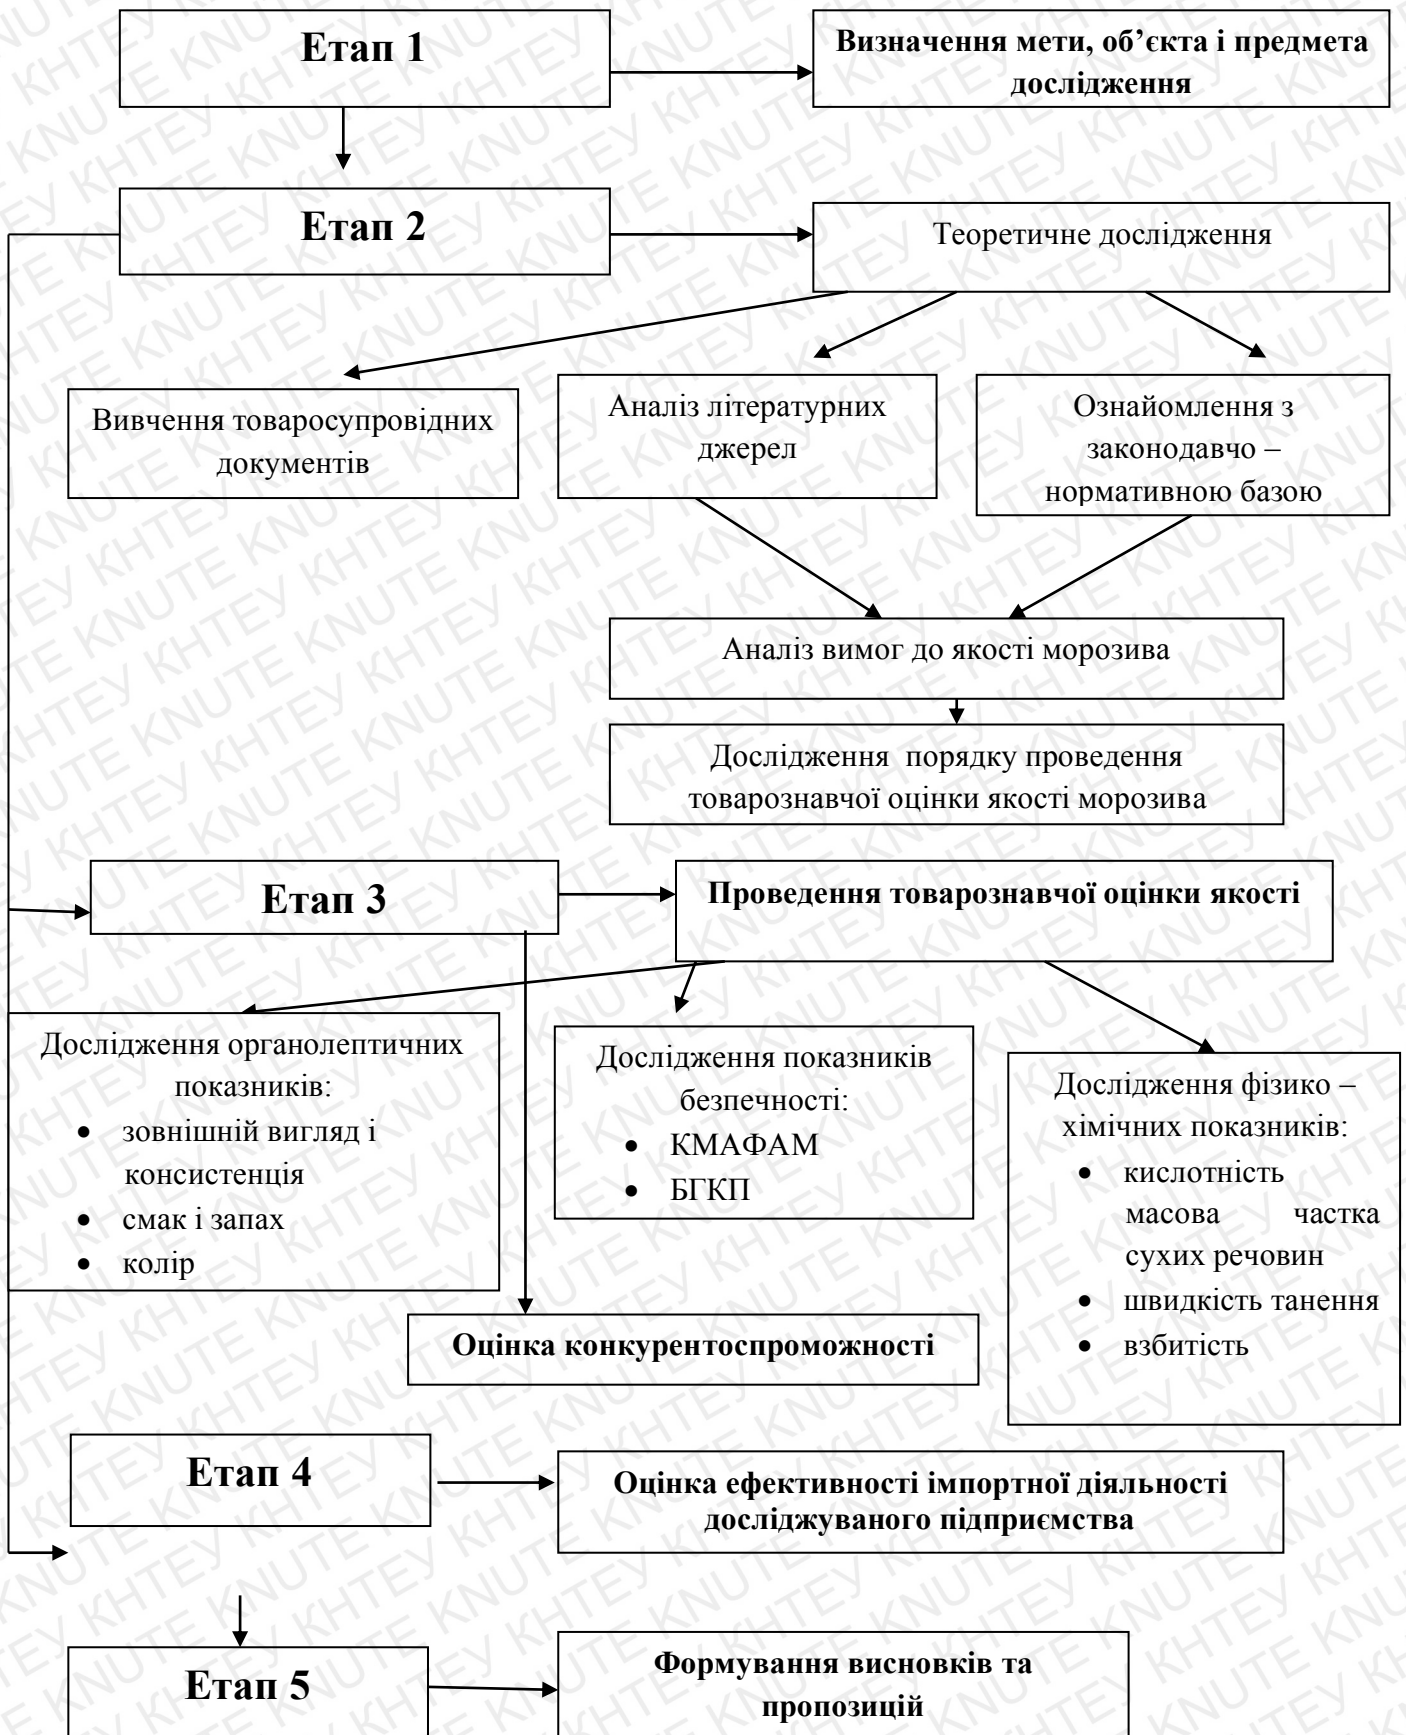 Етап 1
Визначення мети, об’єкта і предмета
дослідження
Етап 2
Теоретичне дослідження
Вивчення товаросупровідних
документів
Аналіз літературних
джерел
Ознайомлення з
законодавчо –
нормативною базою
Аналіз вимог до якості морозива
Дослідження порядку проведення
товарознавчої оцінки якості морозива
Етап 3
Проведення товарознавчої оцінки якості
Дослідження органолептичних
показників:
• зовнішній вигляд і
консистенція
• смак і запах
• колір
Дослідження показників
безпечності:
• КМАФАМ
• БГКП
Дослідження фізико –
хімічних показників:
• кислотність
масова частка
сухих речовин
• швидкість танення
• взбитість
Оцінка конкурентоспроможності
Етап 4
Оцінка ефективності імпортної діяльності
досліджуваного підприємства
Етап 5
Формування висновків та
пропозицій